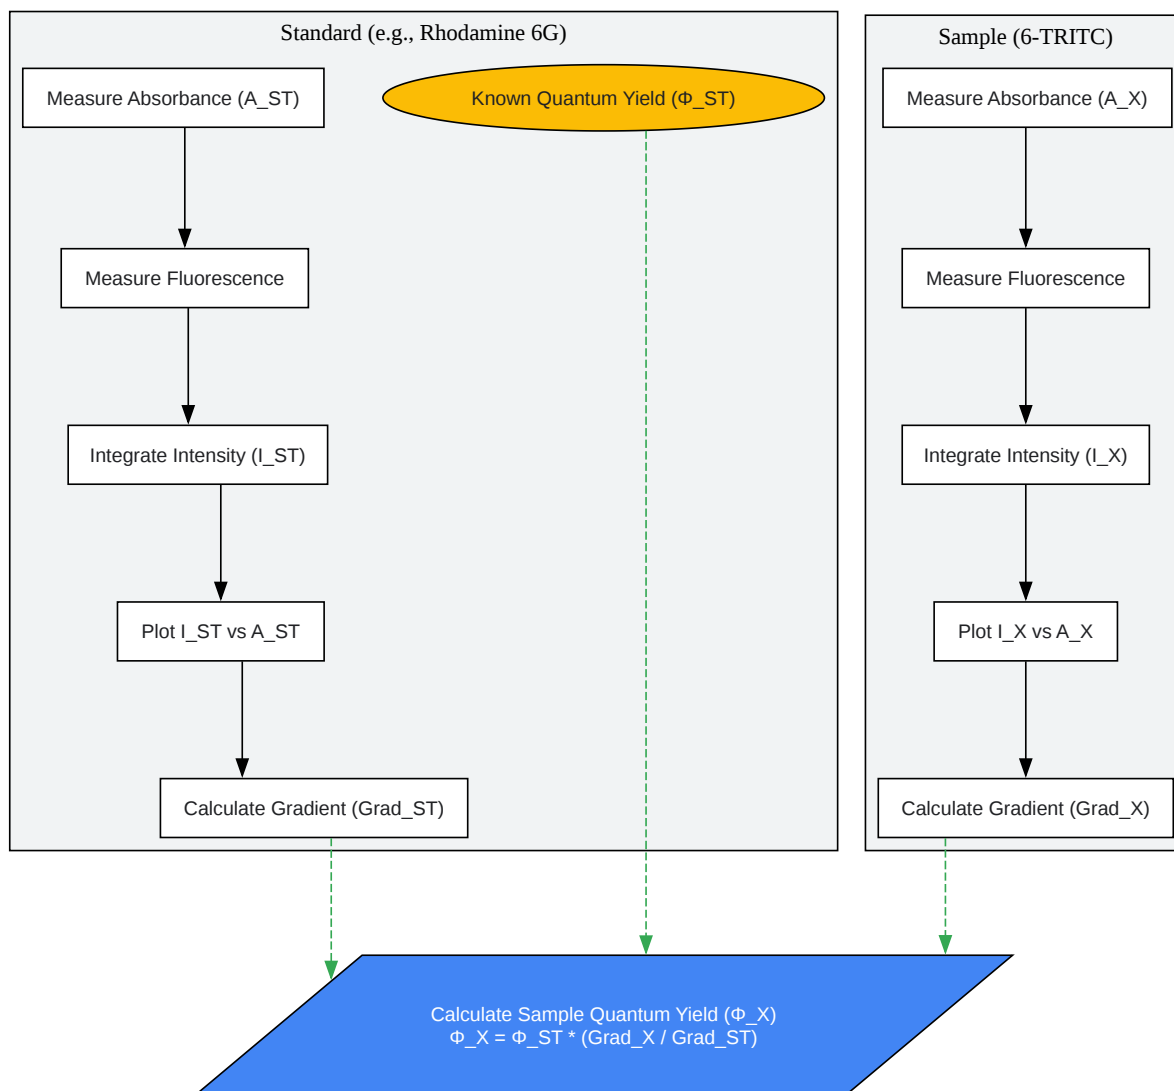 Standard (e.g., Rhodamine 6G)
Measure Absorbance (A_ST)
Known Quantum Yield (Φ_ST)
Measure Fluorescence
Integrate Intensity (I_ST)
Plot I_ST vs A_ST
Calculate Gradient (Grad_ST)
Sample (6-TRITC)
Measure Absorbance (A_X)
Measure Fluorescence
Integrate Intensity (I_X)
Plot I_X vs A_X
Calculate Gradient (Grad_X)
Calculate Sample Quantum Yield (Φ_X)
Φ_X = Φ_ST * (Grad_X / Grad_ST)